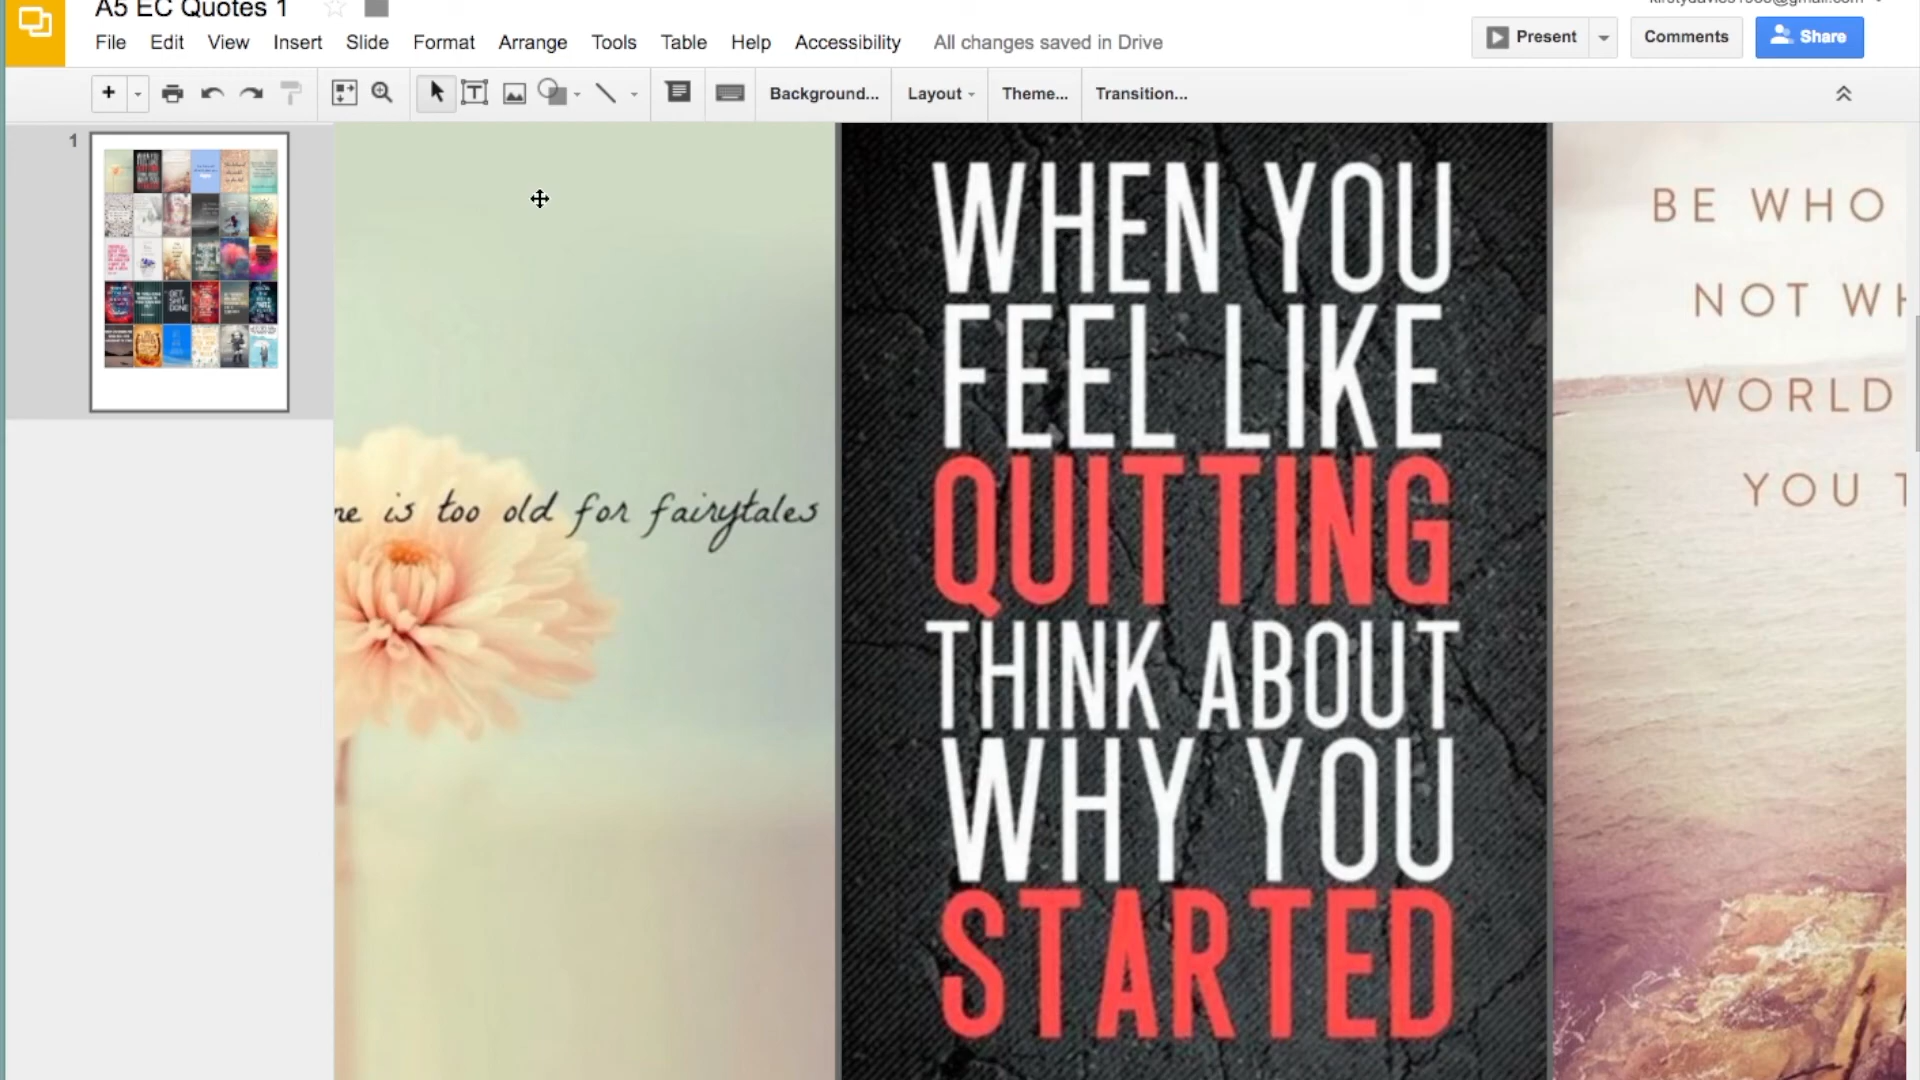 A5 EC Quotes 1
File Edit View Insert Slide Format Arrange Tools Table Help Accessibility All changes saved in Drive
Present Comments Share
Background... Layout Theme... Transition...
1
is too old for fairytales
WHEN YOU
FEEL LIKE
QUITTING
THINK ABOUT
WHY YOU
STARTED
BE WHO
NOT
WORLD
YOU